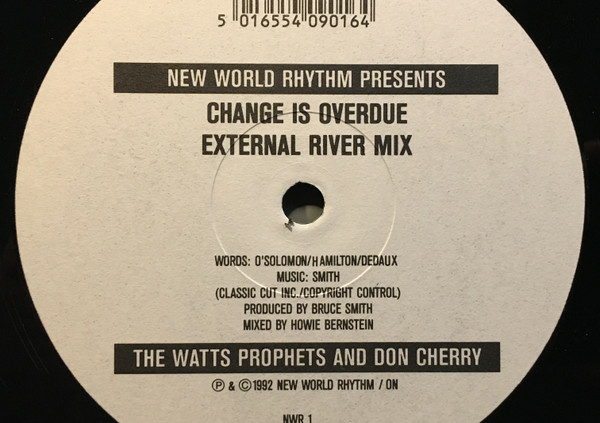 5 016554 090164
NEW WORLD RHYTHM PRESENTS
CHANGE IS OVERDUE
EXTERNAL RIVER MIX
WORDS: O'SOLOMON/HAMILTON/DEDAUX
MUSIC: SMITH
(CLASSIC CUT INC./COPYRIGHT CONTROL)
PRODUCED BY BRUCE SMITH
MIXED BY HOWIE BERNSTEIN
THE WATTS PROPHETS AND DON CHERRY
Ⓟ & © 1992 NEW WORLD RHYTHM / ON
NWR 1